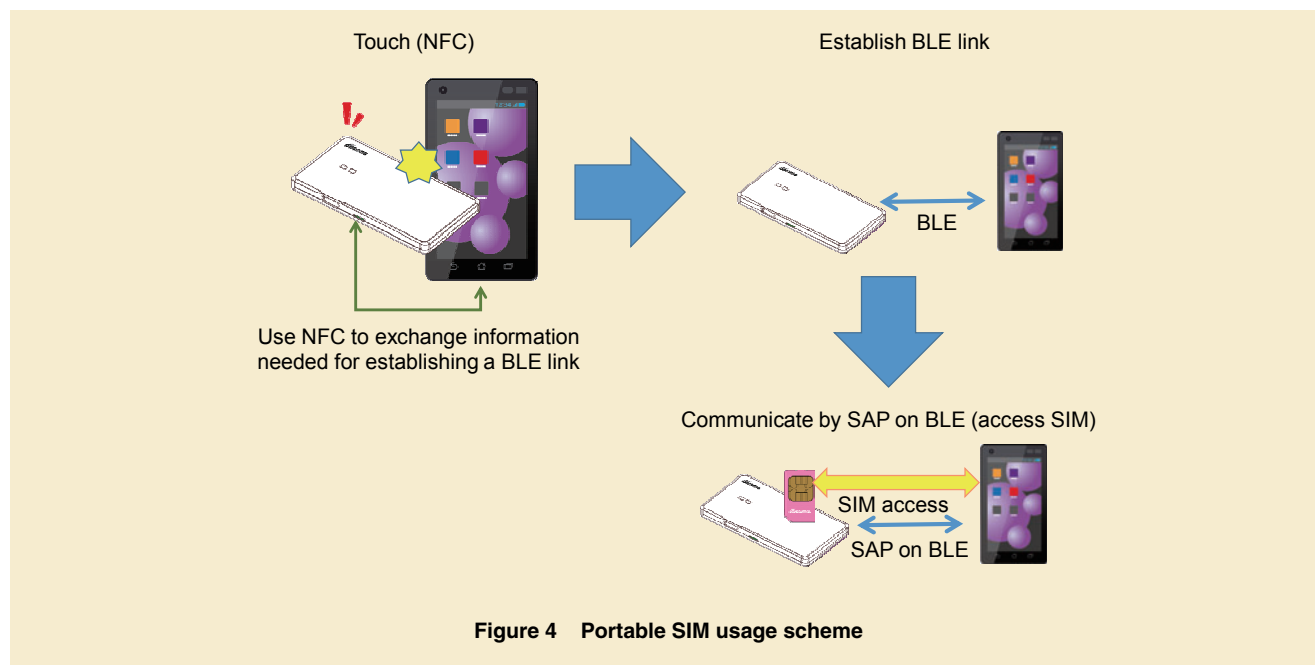 Touch (NFC)
Establish BLE link
BLE
Use NFC to exchange information
needed for establishing a BLE link
Communicate by SAP on BLE (access SIM)
SIM access
SAP on BLE
Figure 4 Portable SIM usage scheme